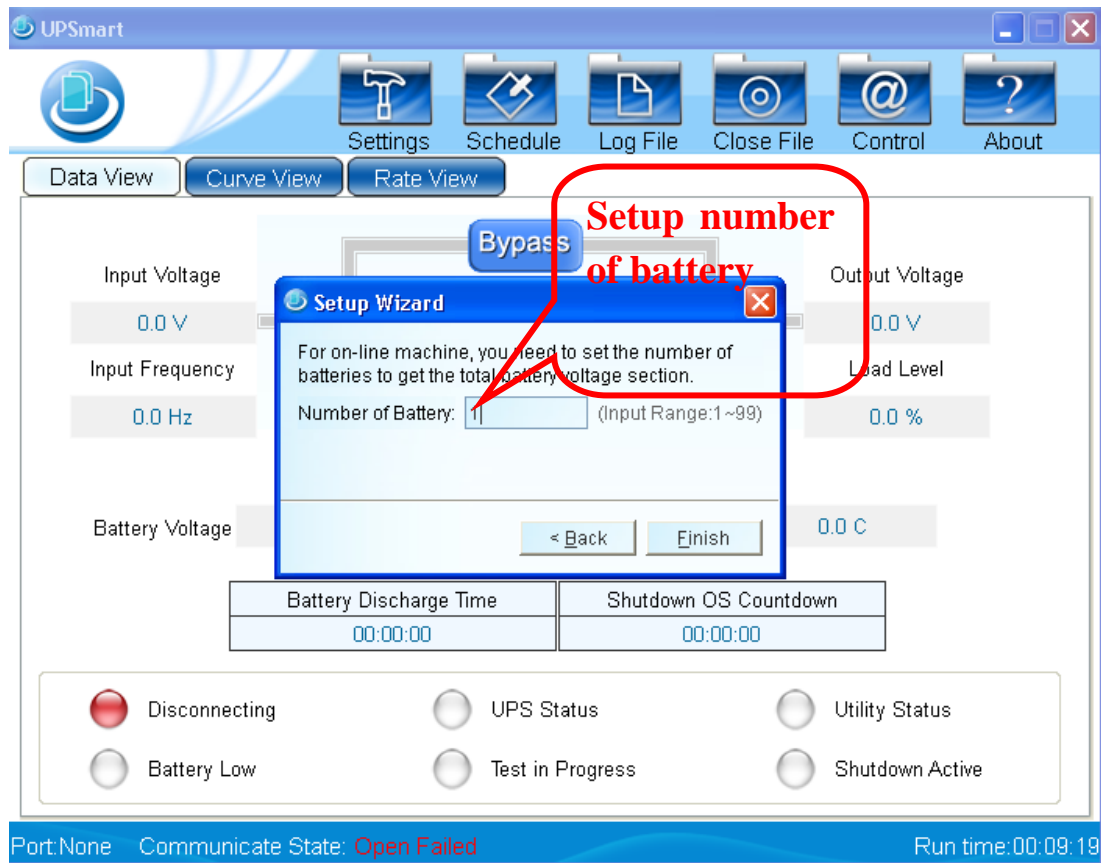 UPSmart
Settings Schedule Log File Close File Control About
Data View Curve View Rate View
Setup number
of battery
Bypass
Input Voltage
0.0 V
Input Frequency
0.0 Hz
Output Voltage
0.0 V
Load Level
0.0 %
Setup Wizard
For on-line machine, you need to set the number of
batteries to get the total battery voltage section.
Number of Battery: 1 (Input Range:1~99)
< Back Finish
Battery Voltage
0.0 C
Battery Discharge Time Shutdown OS Countdown
00:00:00 00:00:00
Disconnecting UPS Status Utility Status
Battery Low Test in Progress Shutdown Active
Port:None Communicate State: Open Failed Run time:00:09:19